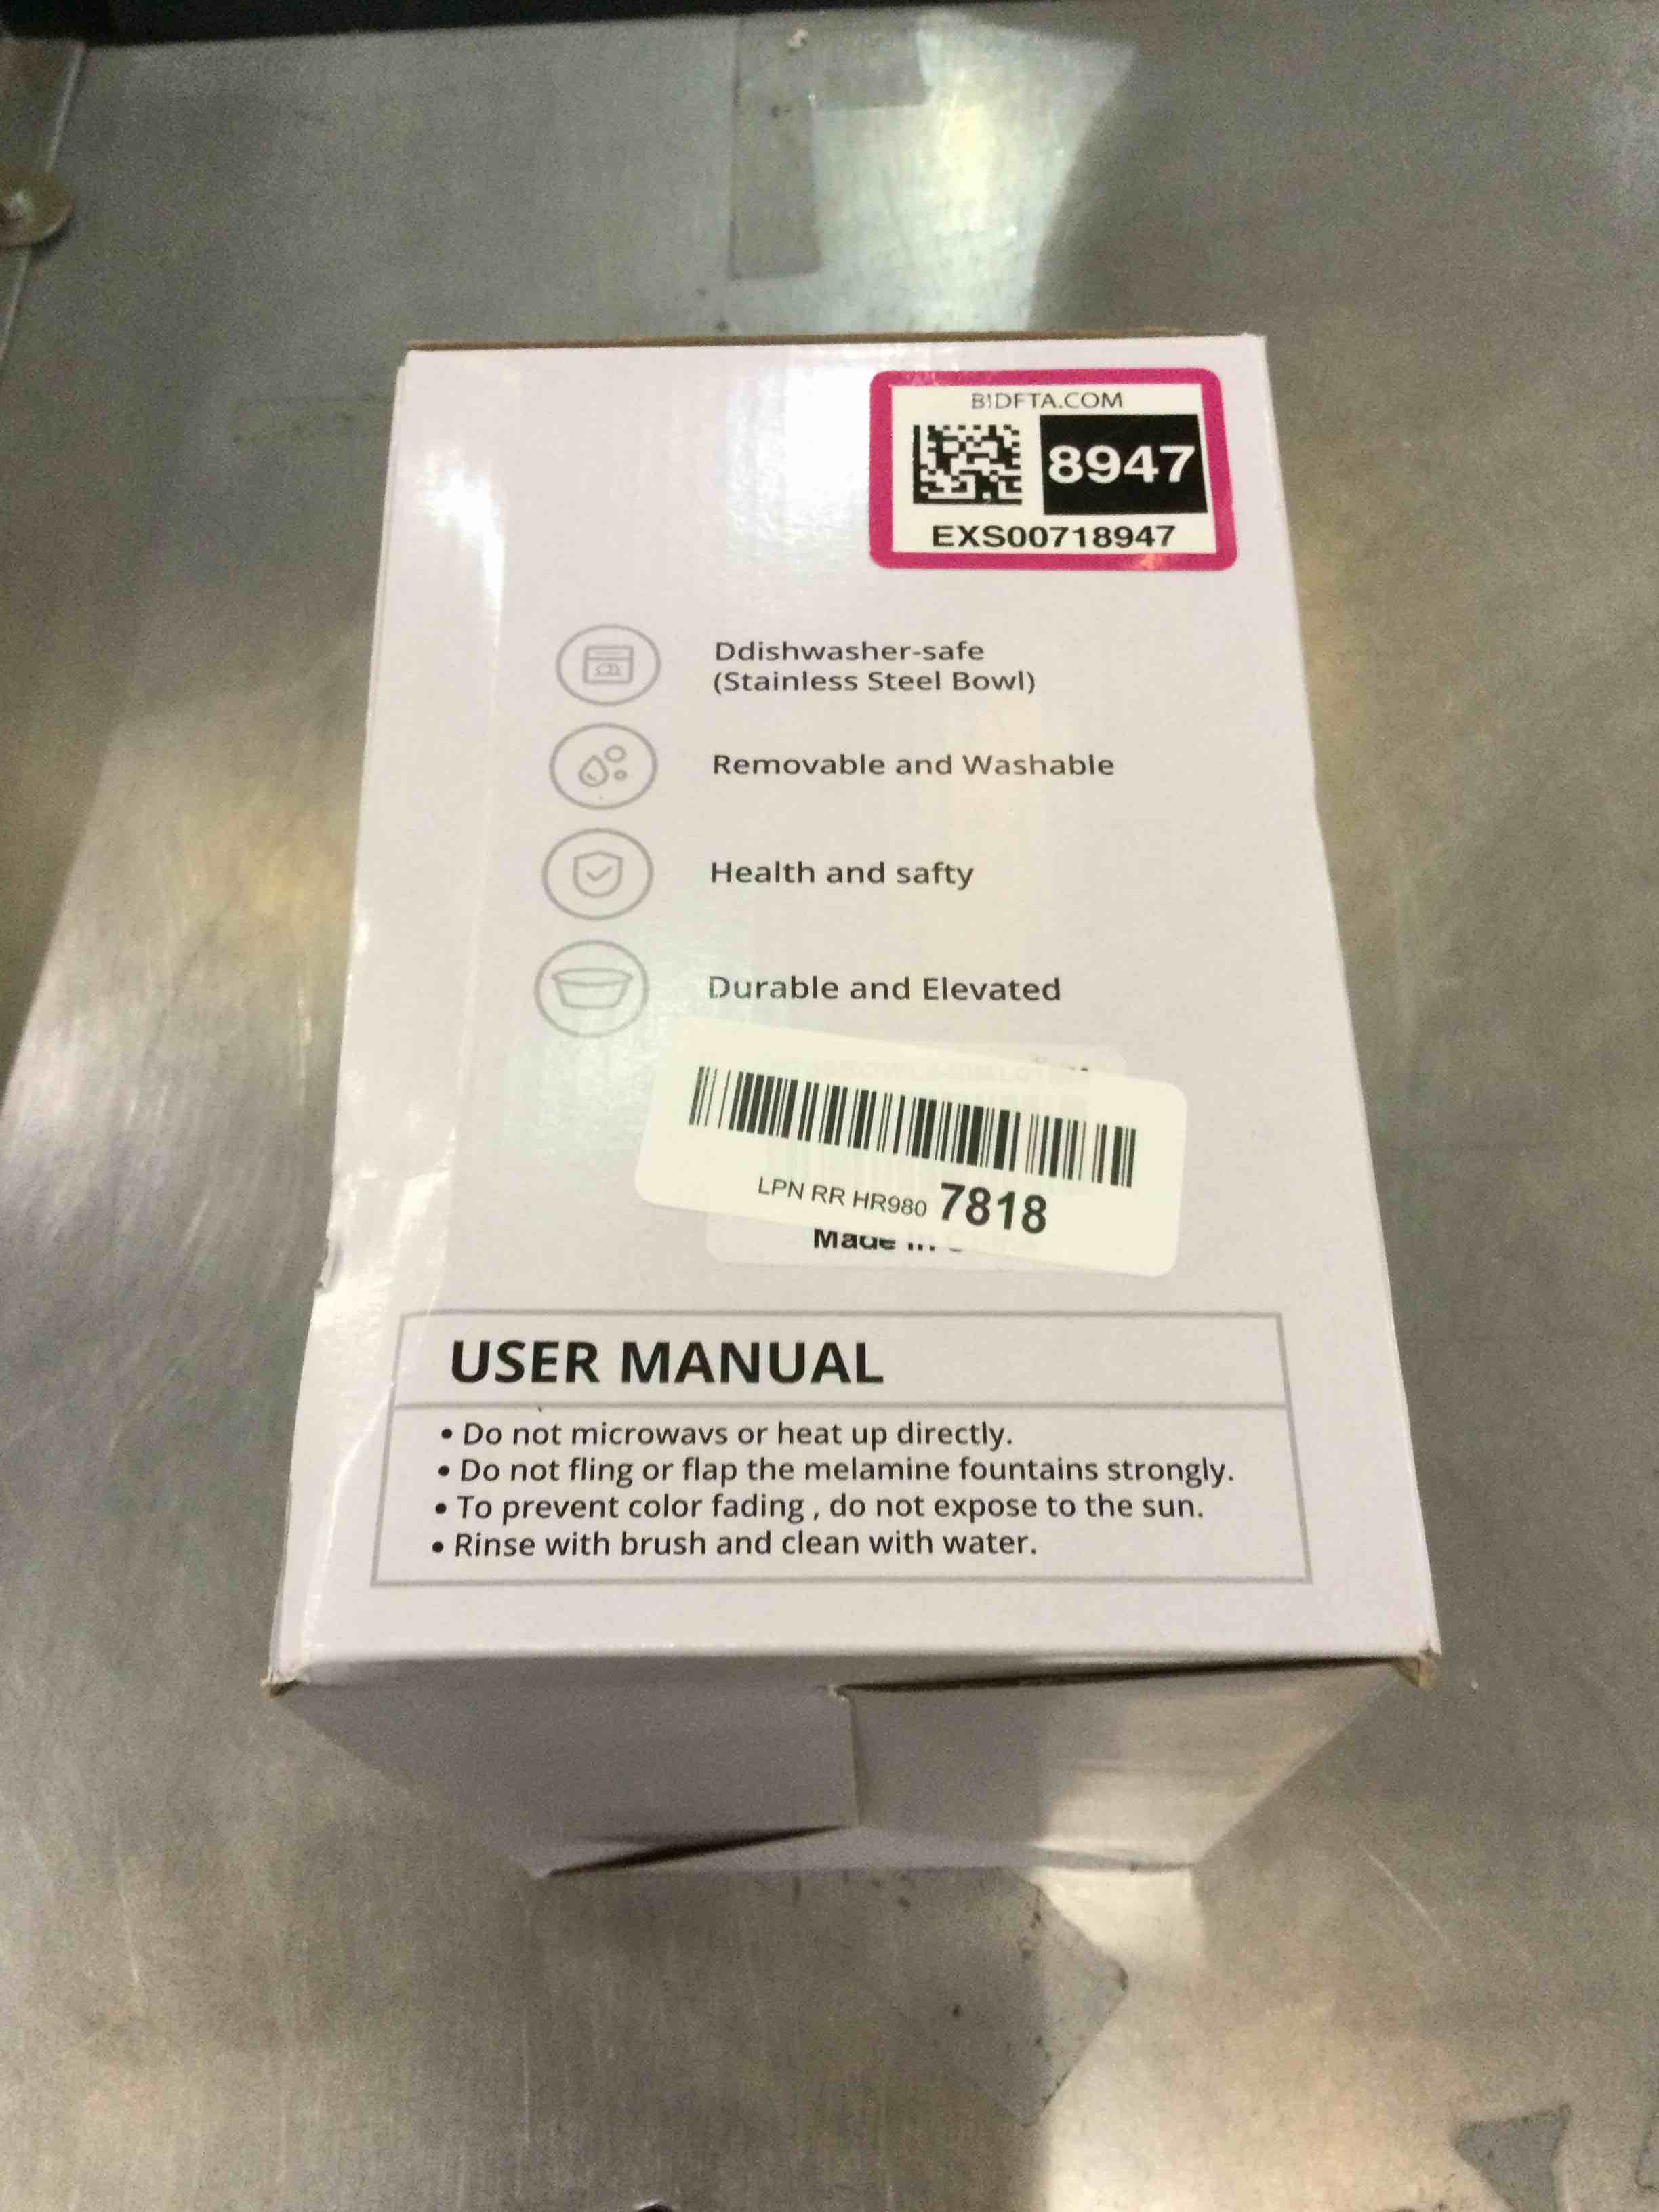 BIDFTA.COM
8947
EXS00718947
Ddishwasher-safe
(Stainless Steel Bowl)
Removable and Washable
Health and safty
Durable and Elevated
LPN RR HR980 7818
Made
USER MANUAL
• Do not microwavs or heat up directly.
• Do not fling or flap the melamine fountains strongly.
• To prevent color fading , do not expose to the sun.
• Rinse with brush and clean with water.